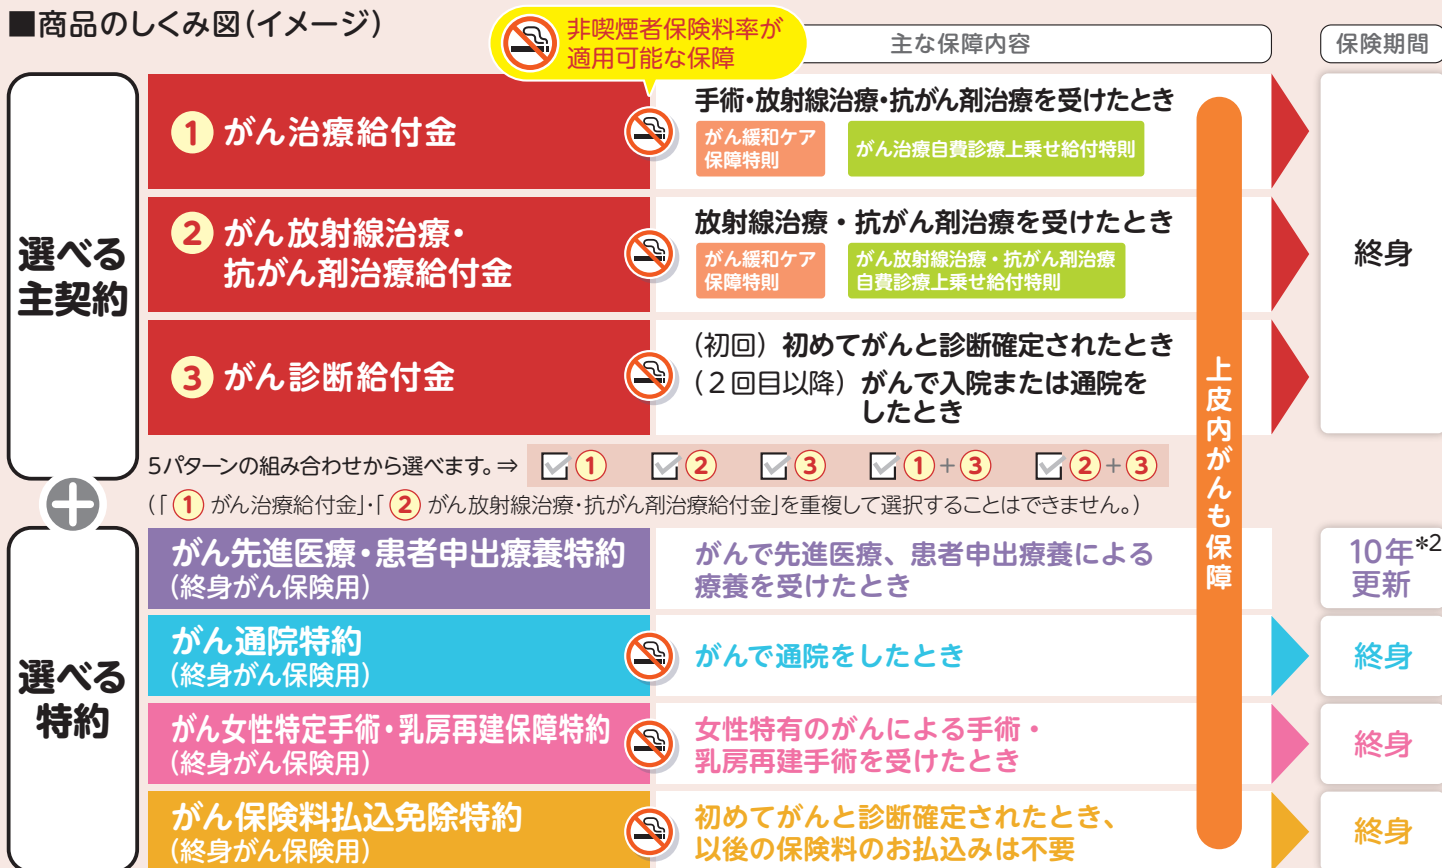 ■商品のしくみ図(イメージ)
非喫煙者保険料率が
適用可能な保障
主な保障内容
保険期間
選べる
主契約
1 がん治療給付金
手術・放射線治療・抗がん剤治療を受けたとき
がん緩和ケア
保障特則
がん治療自費診療上乗せ給付特則
2 がん放射線治療・
抗がん剤治療給付金
放射線治療・抗がん剤治療を受けたとき
がん緩和ケア
保障特則
がん放射線治療・抗がん剤治療
自費診療上乗せ給付特則
3 がん診断給付金
(初回)初めてがんと診断確定されたとき
(2回目以降)がんで入院または通院を
したとき
終身
上皮内がんも保障
5パターンの組み合わせから選べます。⇒ 1 2 3 1+3 2+3
(「1 がん治療給付金」・「2 がん放射線治療・抗がん剤治療給付金」を重複して選択することはできません。)
選べる
特約
がん先進医療・患者申出療養特約
(終身がん保険用)
がんで先進医療、患者申出療養による
療養を受けたとき
10年*2
更新
がん通院特約
(終身がん保険用)
がんで通院をしたとき
終身
がん女性特定手術・乳房再建保障特約
(終身がん保険用)
女性特有のがんによる手術・
乳房再建手術を受けたとき
終身
がん保険料払込免除特約
(終身がん保険用)
初めてがんと診断確定されたとき、
以後の保険料のお払込みは不要
終身